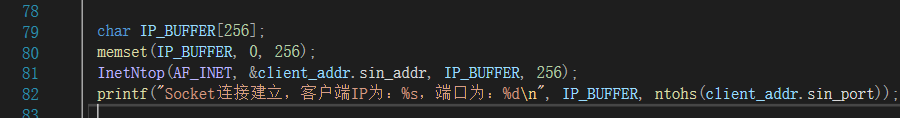 78
79 char IP_BUFFER[256];
80 memset(IP_BUFFER, 0, 256);
81 InetNtop(AF_INET, &client_addr.sin_addr, IP_BUFFER, 256);
82 printf("Socket连接建立，客户端IP为：%s，端口为：%d\n", IP_BUFFER, ntohs(client_addr.sin_port));
83